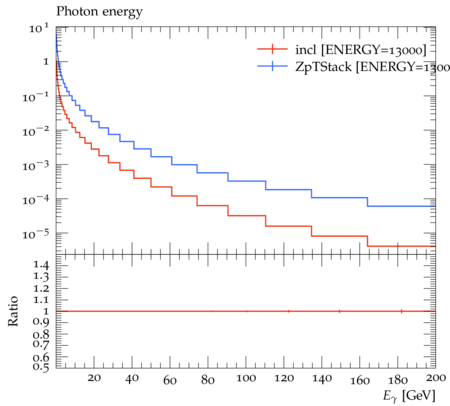 Photon energy
incl [ENERGY=13000]
ZpTStack [ENERGY=1300
1
10⁻¹
10⁻²
10⁻³
10⁻⁴
10⁻⁵
Ratio
1.4
1.3
1.2
1.1
1
0.9
0.8
0.7
0.6
0.5
20 40 60 80 100 120 140 160 180 200
Eγ [GeV]